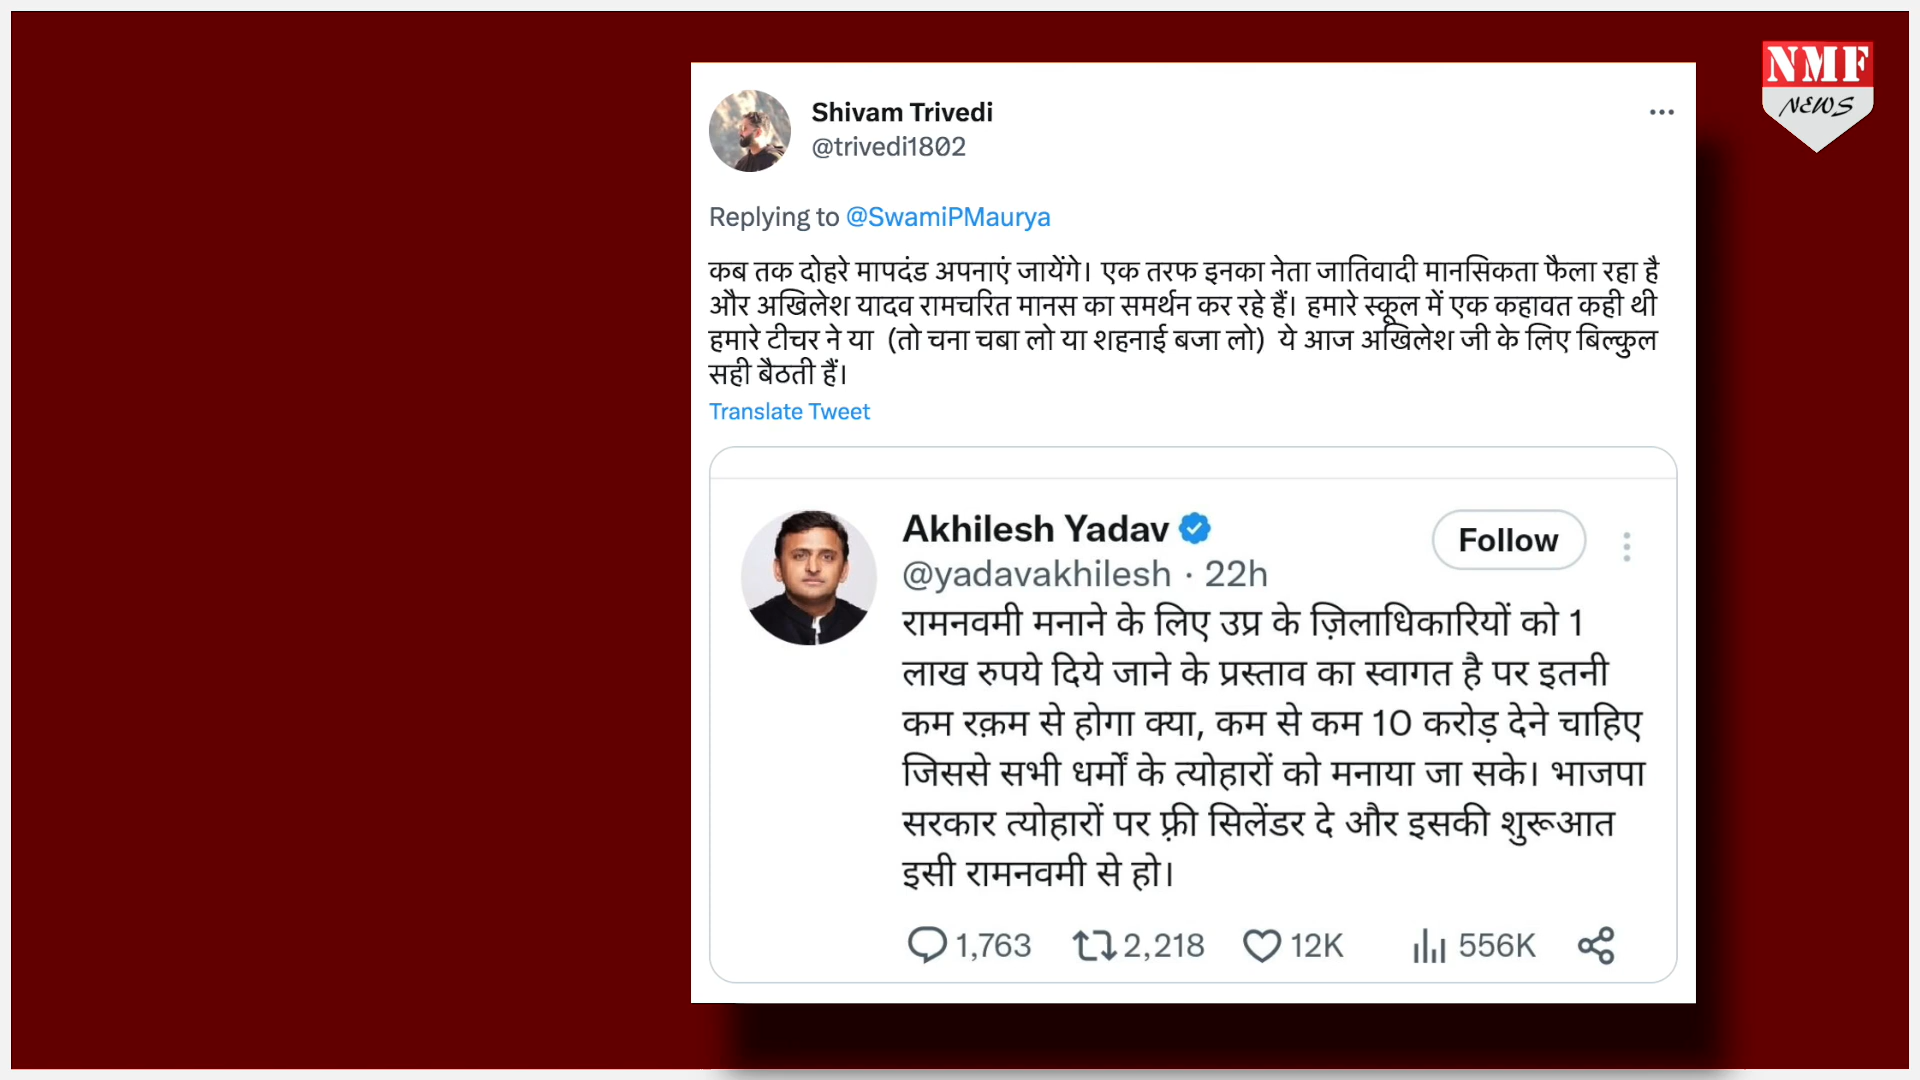 NMF
NEWS
Shivam Trivedi
@trivedi1802
Replying to @SwamiPMaurya
कब तक दोहरे मापदंड अपनाएं जायेंगे। एक तरफ इनका नेता जातिवादी मानसिकता फैला रहा है
और अखिलेश यादव रामचरित मानस का समर्थन कर रहे हैं। हमारे स्कूल में एक कहावत कही थी
हमारे टीचर ने या (तो चना चबा लो या शहनाई बजा लो) ये आज अखिलेश जी के लिए बिल्कुल
सही बैठती हैं।
Translate Tweet
Akhilesh Yadav
Follow
@yadavakhilesh · 22h
रामनवमी मनाने के लिए उप्र के ज़िलाधिकारियों को 1
लाख रुपये दिये जाने के प्रस्ताव का स्वागत है पर इतनी
कम रक़म से होगा क्या, कम से कम 10 करोड़ देने चाहिए
जिससे सभी धर्मों के त्योहारों को मनाया जा सके। भाजपा
सरकार त्योहारों पर फ़्री सिलेंडर दे और इसकी शुरूआत
इसी रामनवमी से हो।
1,763 2,218 12K 556K